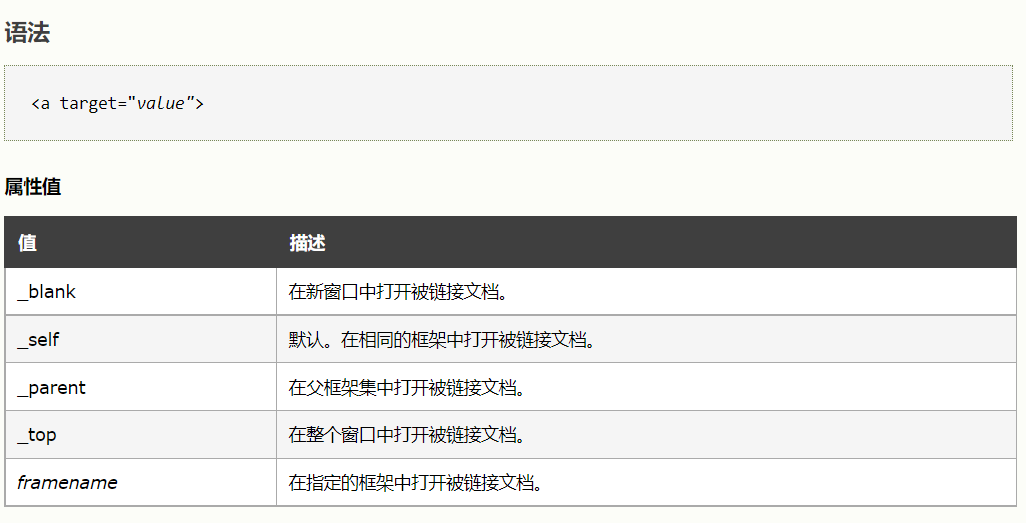 语法
<a target="value">
属性值
值 描述
_blank 在新窗口中打开被链接文档。
_self 默认。在相同的框架中打开被链接文档。
_parent 在父框架集中打开被链接文档。
_top 在整个窗口中打开被链接文档。
framename 在指定的框架中打开被链接文档。